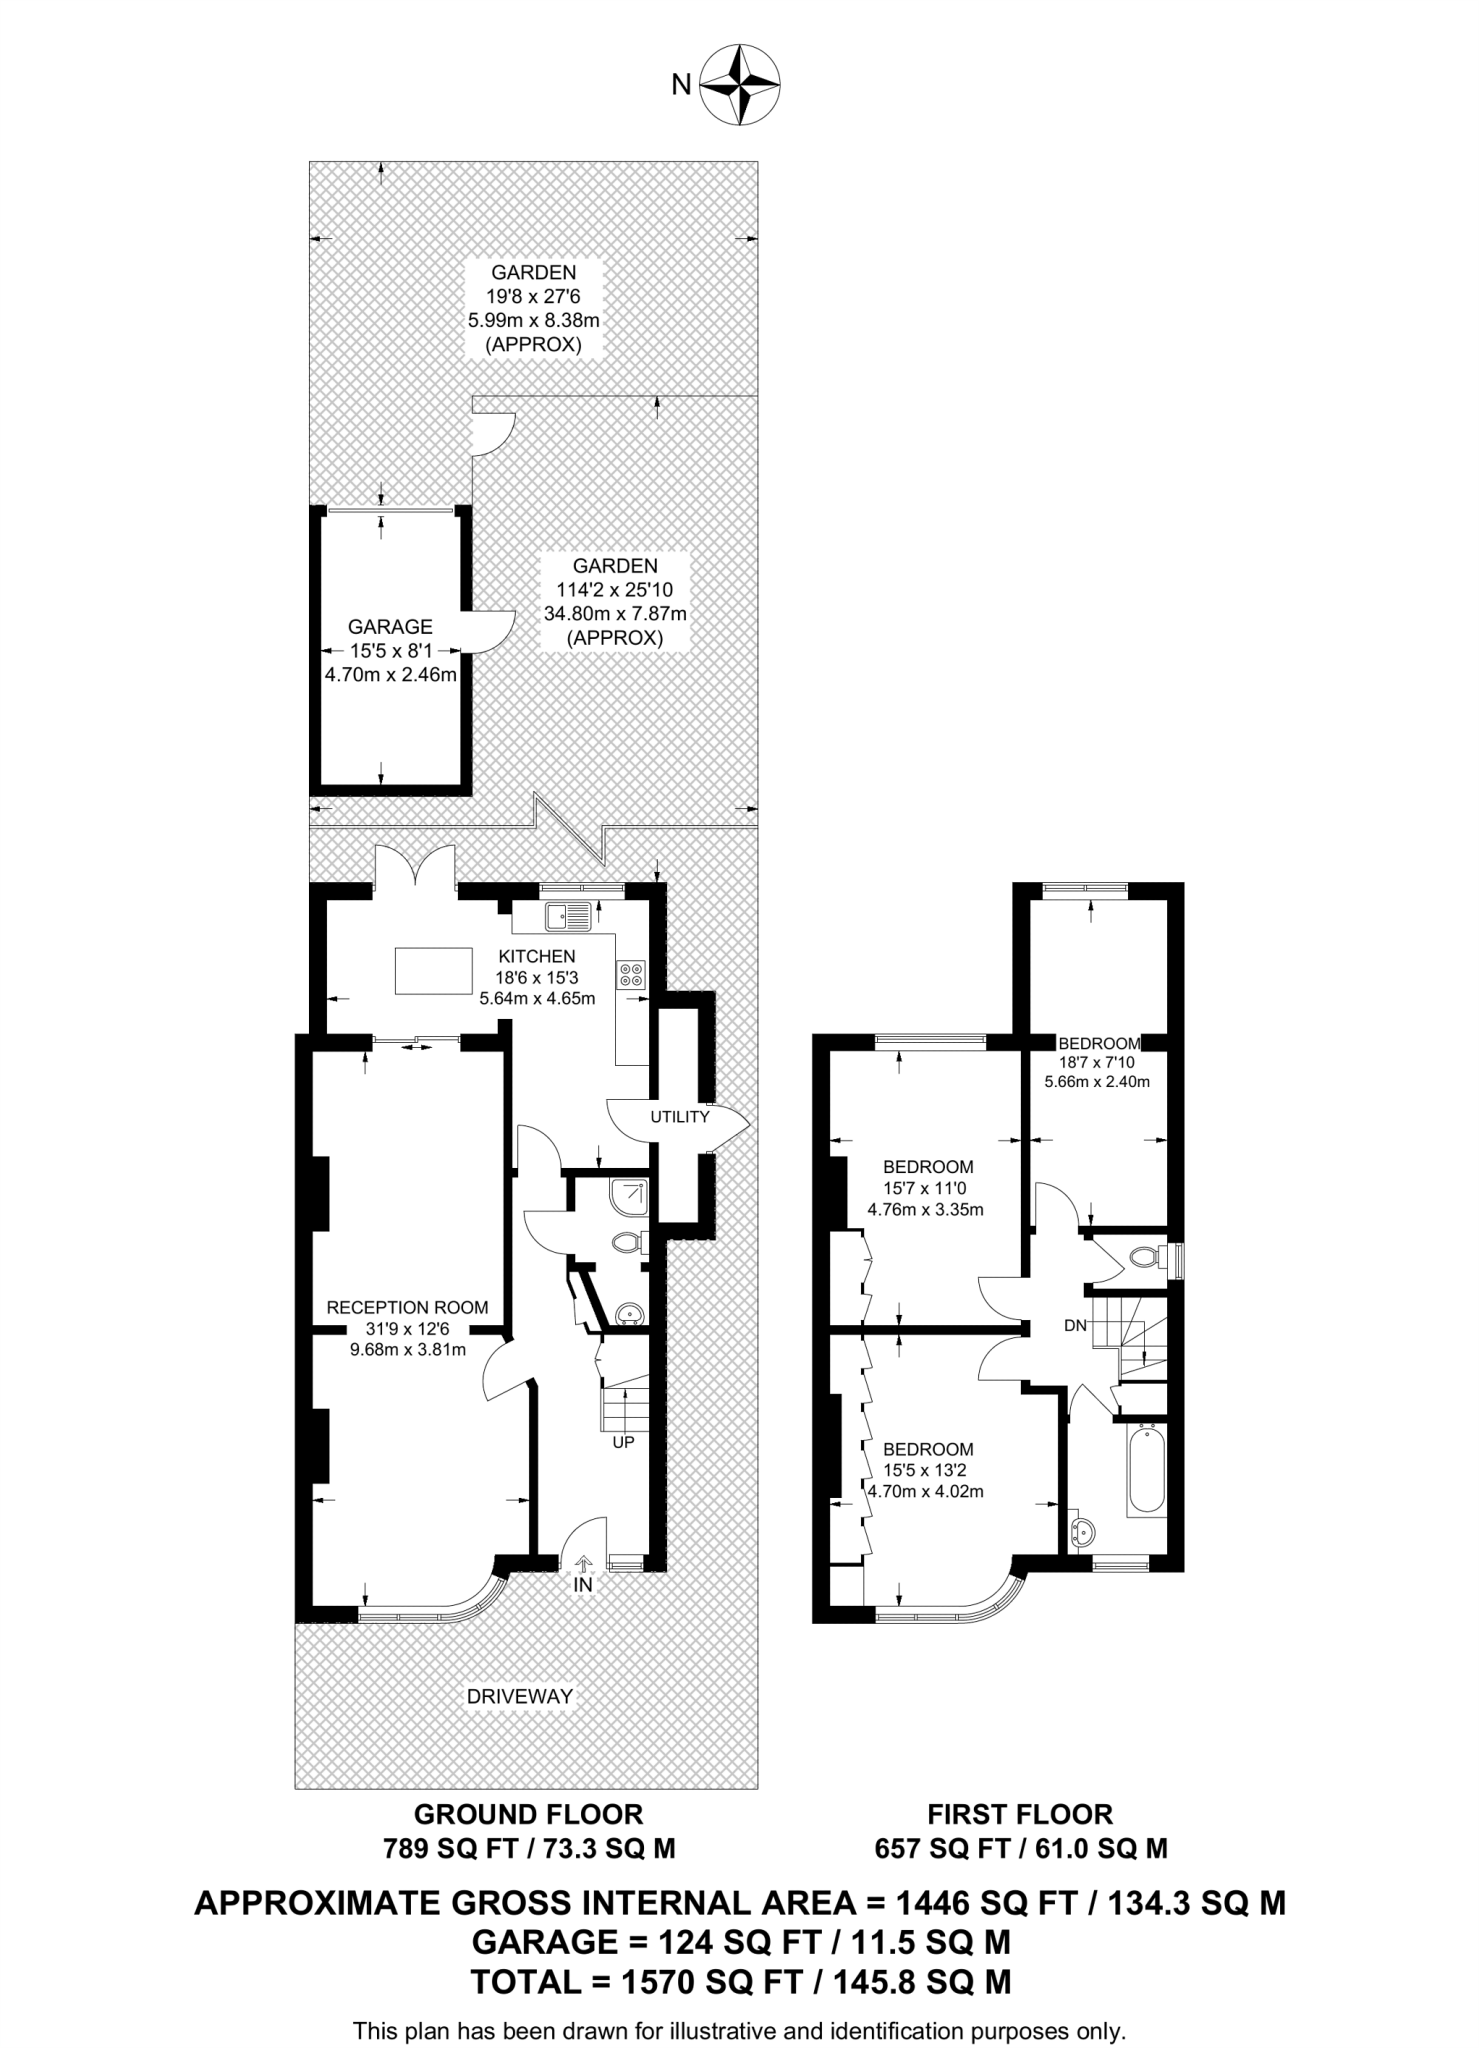 N
GARDEN
19'8 x 27'6
5.99m x 8.38m
(APPROX)
GARDEN
114'2 x 25'10
34.80m x 7.87m
(APPROX)
GARAGE
15'5 x 8'1
4.70m x 2.46m
KITCHEN
18'6 x 15'3
5.64m x 4.65m
UTILITY
RECEPTION ROOM
31'9 x 12'6
9.68m x 3.81m
UP
IN
DRIVEWAY
BEDROOM
18'7 x 7'10
5.66m x 2.40m
BEDROOM
15'7 x 11'0
4.76m x 3.35m
DN
BEDROOM
15'5 x 13'2
4.70m x 4.02m
GROUND FLOOR
789 SQ FT / 73.3 SQ M
FIRST FLOOR
657 SQ FT / 61.0 SQ M
APPROXIMATE GROSS INTERNAL AREA = 1446 SQ FT / 134.3 SQ M
GARAGE = 124 SQ FT / 11.5 SQ M
TOTAL = 1570 SQ FT / 145.8 SQ M
This plan has been drawn for illustrative and identification purposes only.